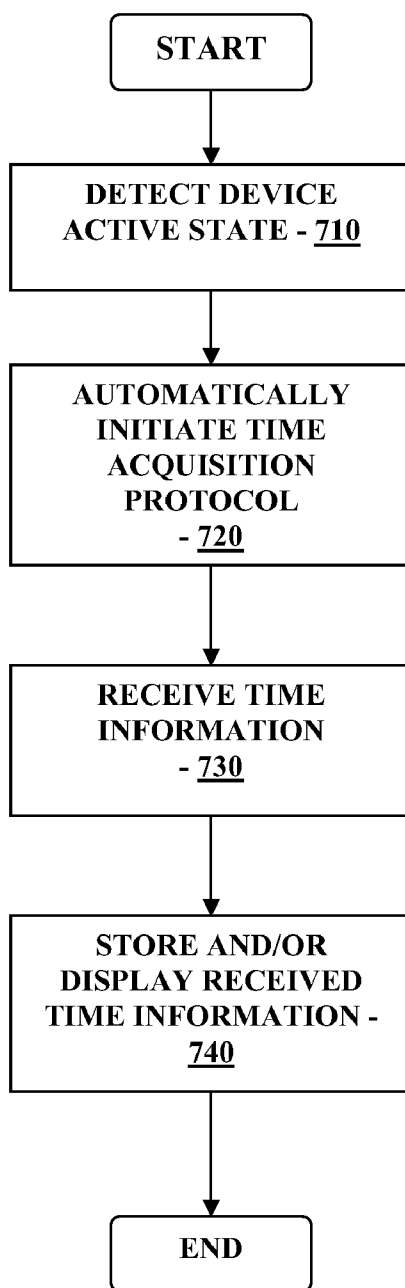 START
DETECT DEVICE
ACTIVE STATE - 710
AUTOMATICALLY
INITIATE TIME
ACQUISITION
PROTOCOL
- 720
RECEIVE TIME
INFORMATION
- 730
STORE AND/OR
DISPLAY RECEIVED
TIME INFORMATION -
740
END